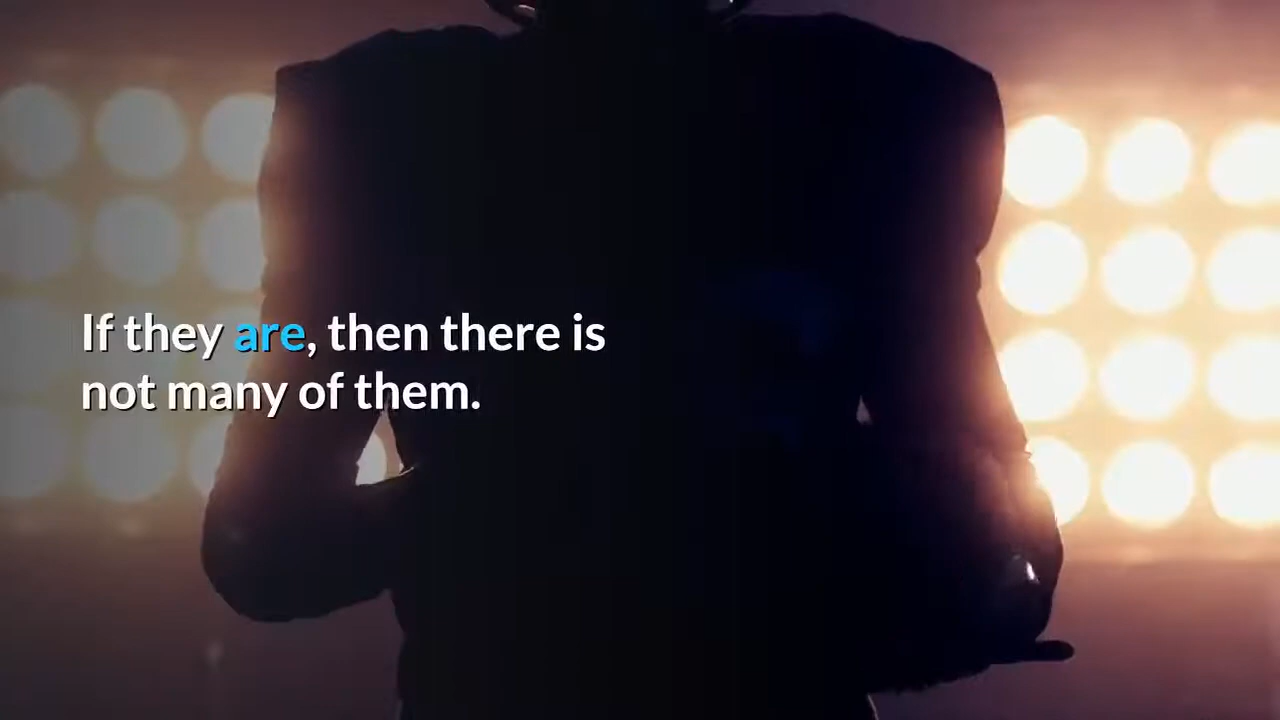 If they are, then there is
not many of them.